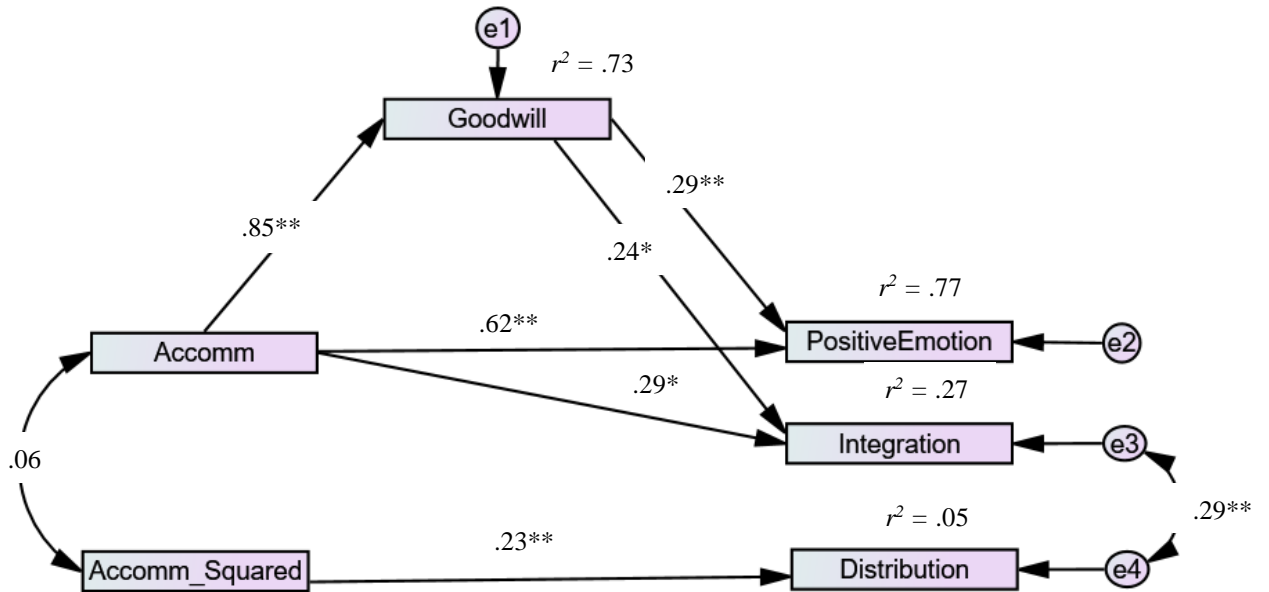 e1
r² = .73
Goodwill
.29**
.85**
.24*
r² = .77
.62**
Accomm
PositiveEmotion
e2
.29*
r² = .27
Integration
e3
.06
r² = .05
.29**
.23**
Accomm_Squared
Distribution
e4